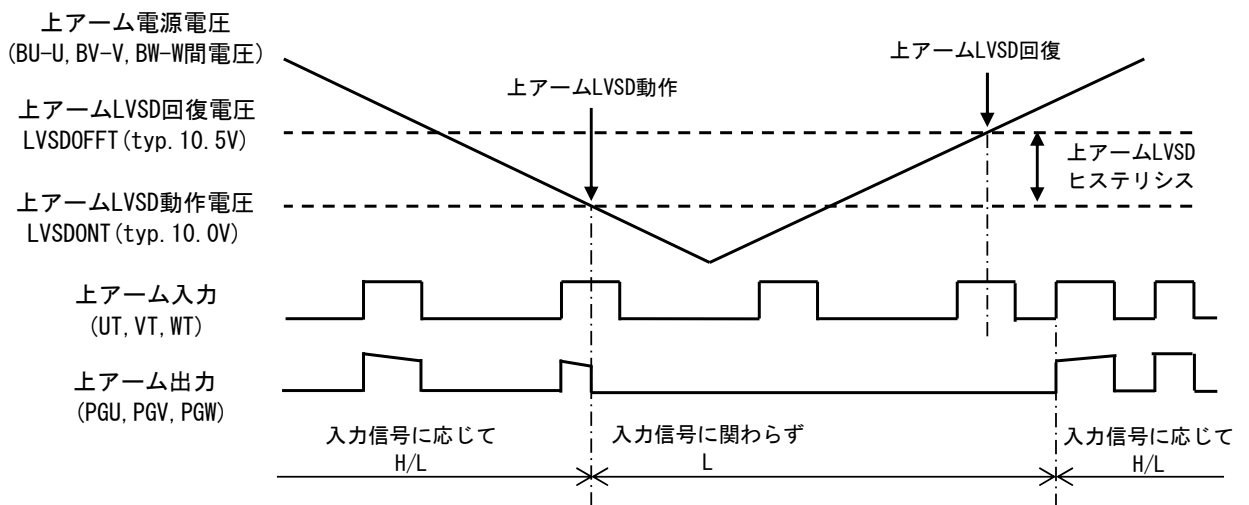 上アーム電源電圧
(BU-U,BV-V,BW-W間電圧)
上アームLVSD動作
上アームLVSD回復
上アームLVSD回復電圧
LVSDOFFT(typ.10.5V)
上アームLVSD
ヒステリシス
上アームLVSD動作電圧
LVSDONT(typ.10.0V)
上アーム入力
(UT,VT,WT)
上アーム出力
(PGU,PGV,PGW)
入力信号に応じて
H/L
入力信号に関わらず
L
入力信号に応じて
H/L